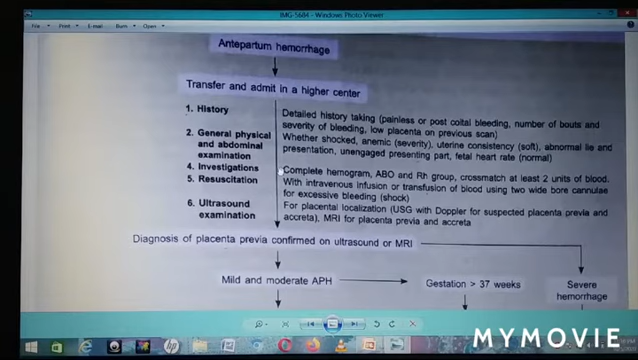 IMG-5684 - Windows Photo Viewer
File Print E-mail Burn Open
Antepartum hemorrhage
Transfer and admit in a higher center
1. History
Detailed history taking (painless or post coital bleeding, number of bouts and
severity of bleeding, low placenta on previous scan)
2. General physical
and abdominal
examination
Whether shocked, anemic (severity), uterine consistency (soft), abnormal lie and
presentation, unengaged presenting part, fetal heart rate (normal)
4. Investigations
Complete hemogram, ABO and Rh group, crossmatch at least 2 units of blood.
5. Resuscitation
With intravenous infusion or transfusion of blood using two wide bore cannulae
for excessive bleeding (shock)
6. Ultrasound
examination
For placental localization (USG with Doppler for suspected placenta previa and
accreta). MRI for placenta previa and accreta
Diagnosis of placenta previa confirmed on ultrasound or MRI
Mild and moderate APH
Gestation > 37 weeks
Severe
hemorrhage
MYMOVIE